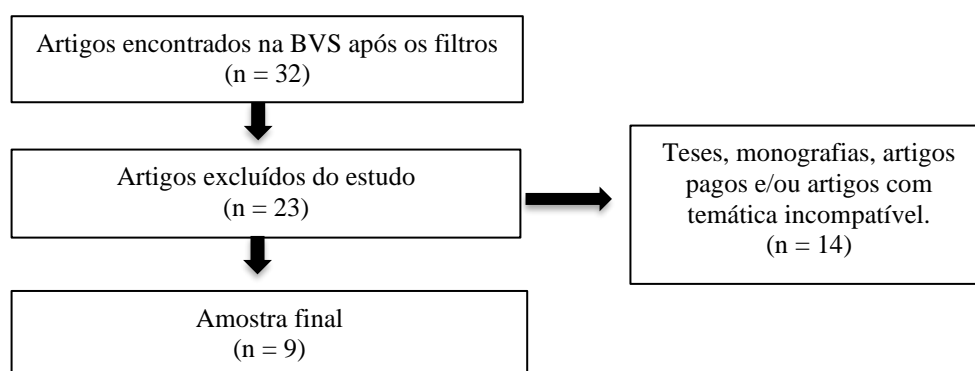 Artigos encontrados na BVS após os filtros
(n = 32)
Artigos excluídos do estudo
(n = 23)
Teses, monografias, artigos
pagos e/ou artigos com
temática incompatível.
(n = 14)
Amostra final
(n = 9)